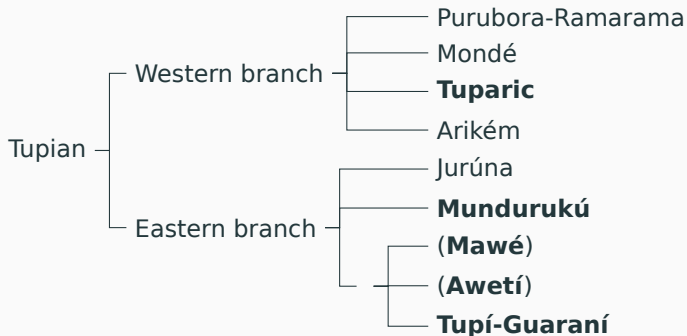 Purubora-Ramarama
Mondé
Western branch
Tuparic
Arikém
Tupian
Jurúna
Mundurukú
Eastern branch
(Mawé)
(Awetí)
Tupí-Guaraní